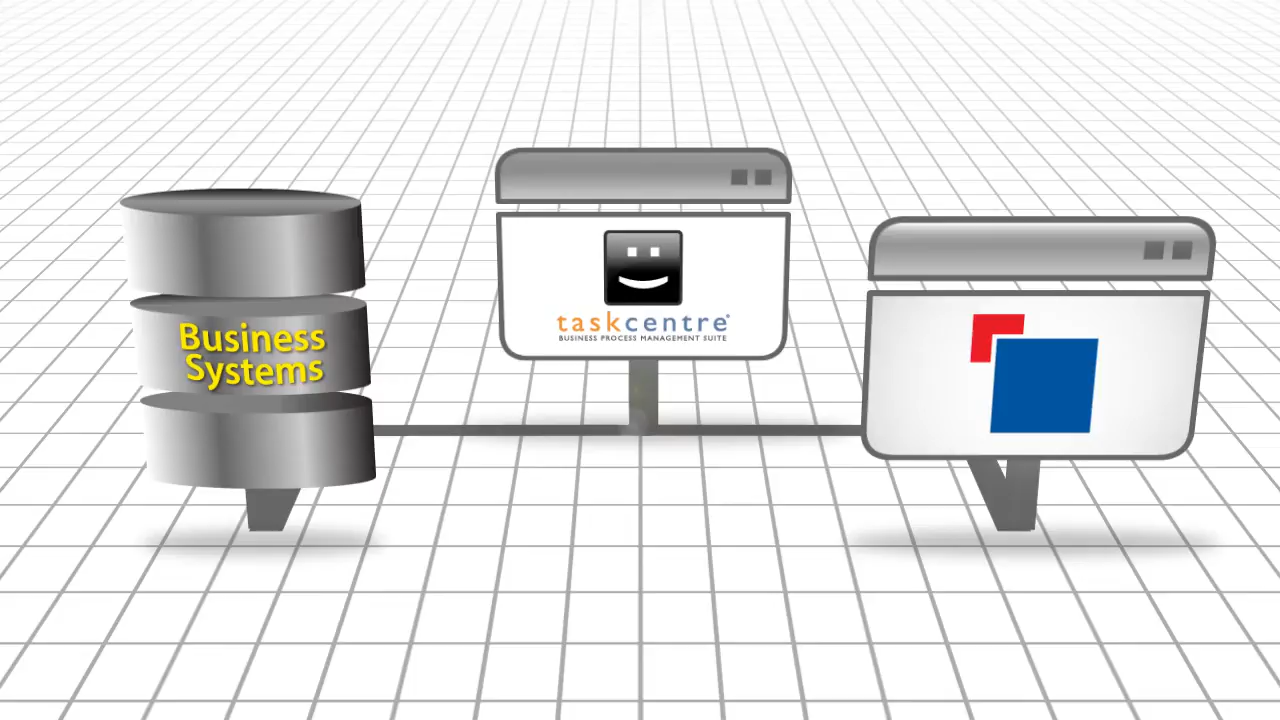 Business
Systems
taskcentre®
BUSINESS PROCESS MANAGEMENT SUITE